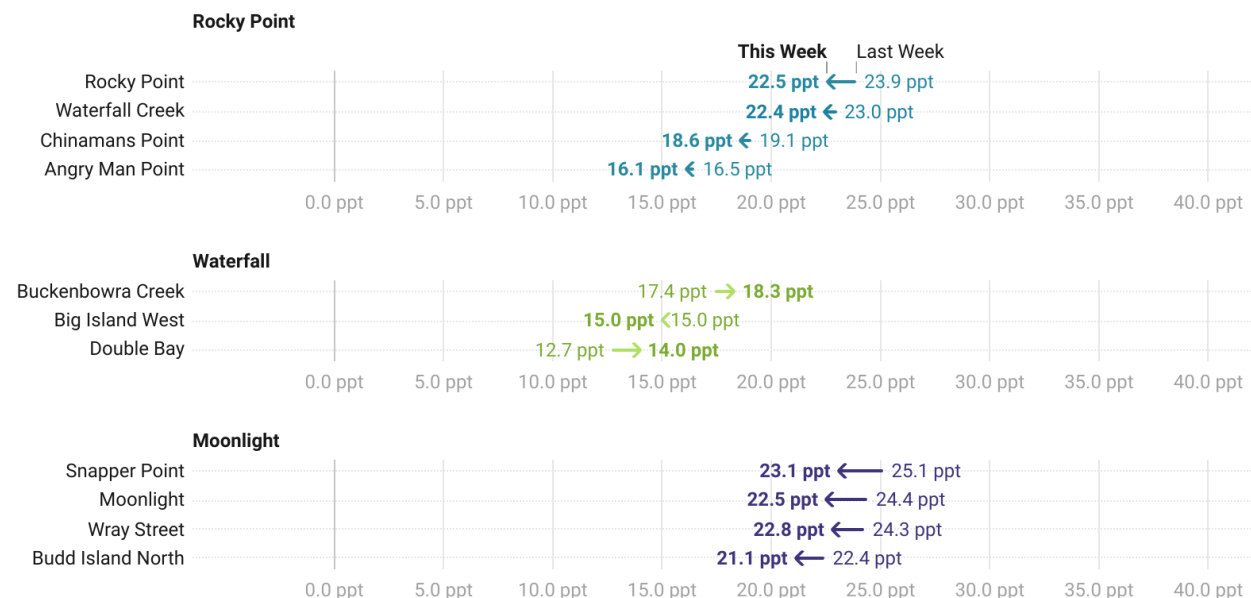 Rocky Point
This Week Last Week
Rocky Point 22.5 ppt 23.9 ppt
Waterfall Creek 22.4 ppt 23.0 ppt
Chinamans Point 18.6 ppt 19.1 ppt
Angry Man Point 16.1 ppt 16.5 ppt
0.0 ppt 5.0 ppt 10.0 ppt 15.0 ppt 20.0 ppt 25.0 ppt 30.0 ppt 35.0 ppt 40.0 ppt
Waterfall
Buckenbowra Creek 17.4 ppt 18.3 ppt
Big Island West 15.0 ppt 15.0 ppt
Double Bay 12.7 ppt 14.0 ppt
0.0 ppt 5.0 ppt 10.0 ppt 15.0 ppt 20.0 ppt 25.0 ppt 30.0 ppt 35.0 ppt 40.0 ppt
Moonlight
Snapper Point 23.1 ppt 25.1 ppt
Moonlight 22.5 ppt 24.4 ppt
Wray Street 22.8 ppt 24.3 ppt
Budd Island North 21.1 ppt 22.4 ppt
0.0 ppt 5.0 ppt 10.0 ppt 15.0 ppt 20.0 ppt 25.0 ppt 30.0 ppt 35.0 ppt 40.0 ppt